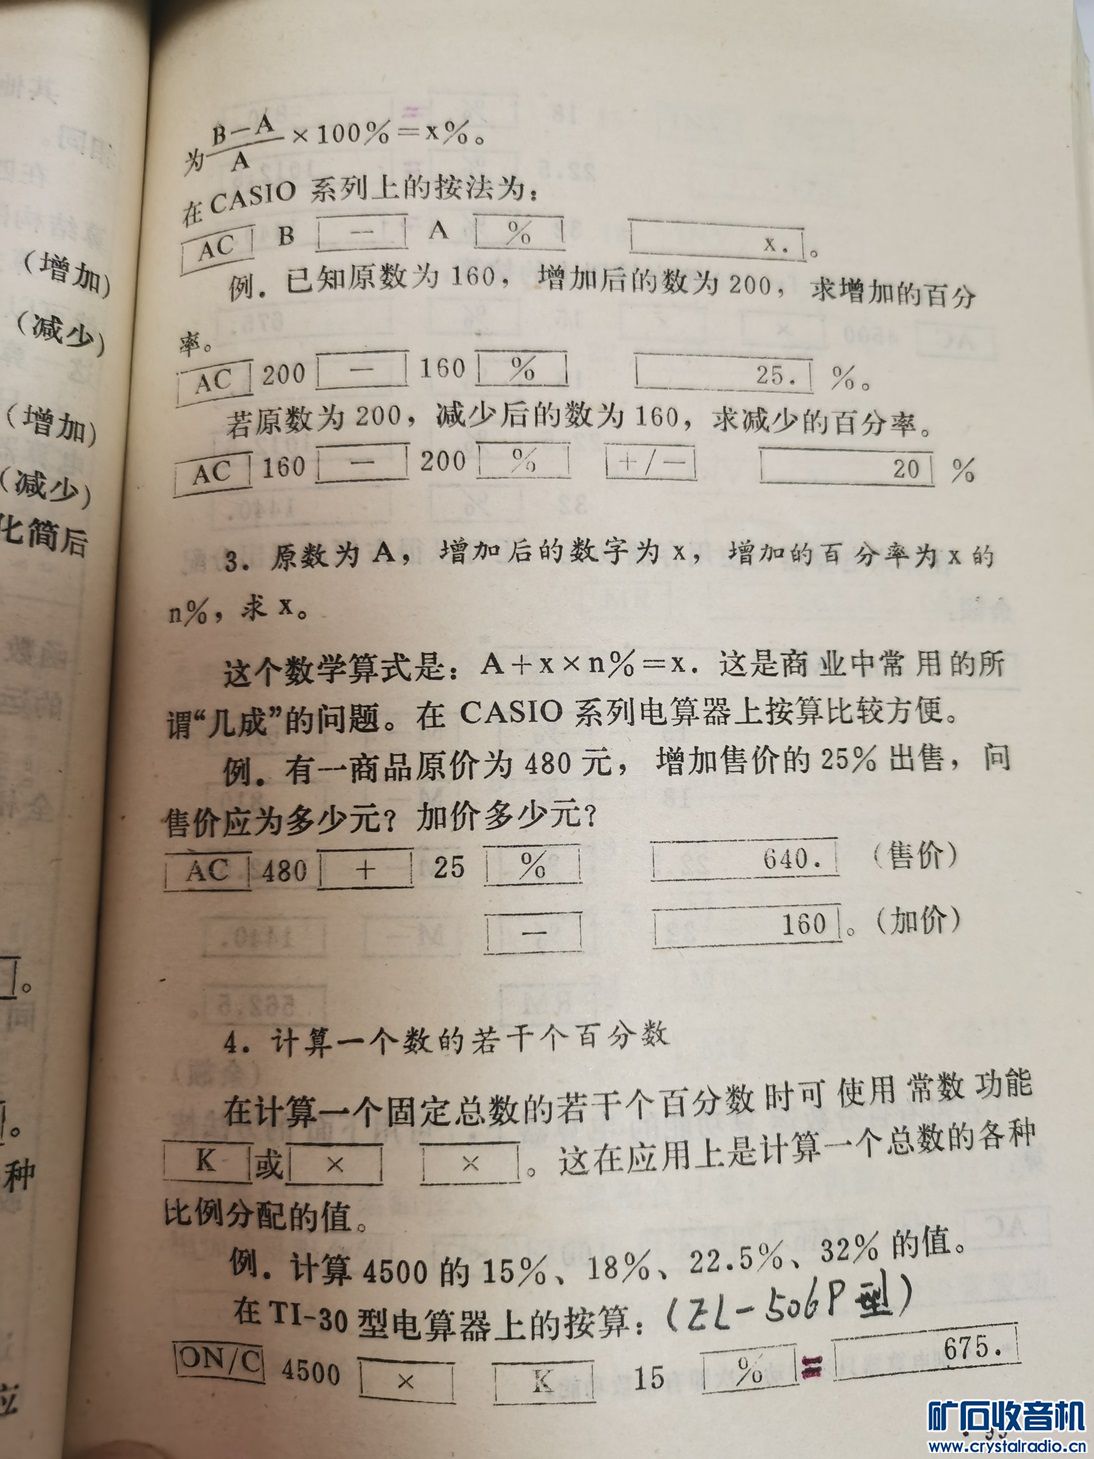 为 B－A/A ×100％＝x％。
在CASIO 系列上的按法为：
AC B － A % x. 。
例．已知原数为160，增加后的数为200，求增加的百分
率。
AC 200 － 160 % 25. ％。
若原数为200，减少后的数为160，求减少的百分率。
AC 160 － 200 % ＋/－ 20 ％
3．原数为A，增加后的数字为x，增加的百分率为x的
n％，求x。
这个数学算式是：A＋x×n％＝x．这是商业中常用的所
谓“几成”的问题。在 CASIO 系列电算器上按算比较方便。
例．有一商品原价为480元，增加售价的25％出售，问
售价应为多少元？加价多少元？
AC 480 ＋ 25 % 640. （售价）
－ 160 。（加价）
4．计算一个数的若干个百分数
在计算一个固定总数的若干个百分数时可使用常数功能
K 或 × × 。这在应用上是计算一个总数的各种
比例分配的值。
例．计算4500的15％、18％、22.5％、32％的值。
在TI-30型电算器上的按算：（ZL-506P型）
ON/C 4500 × K 15 % = 675.
（增加）
（减少）
（增加）
（减少）
化简后
。
。
种
应
矿石收音机
www.crystalradio.cn